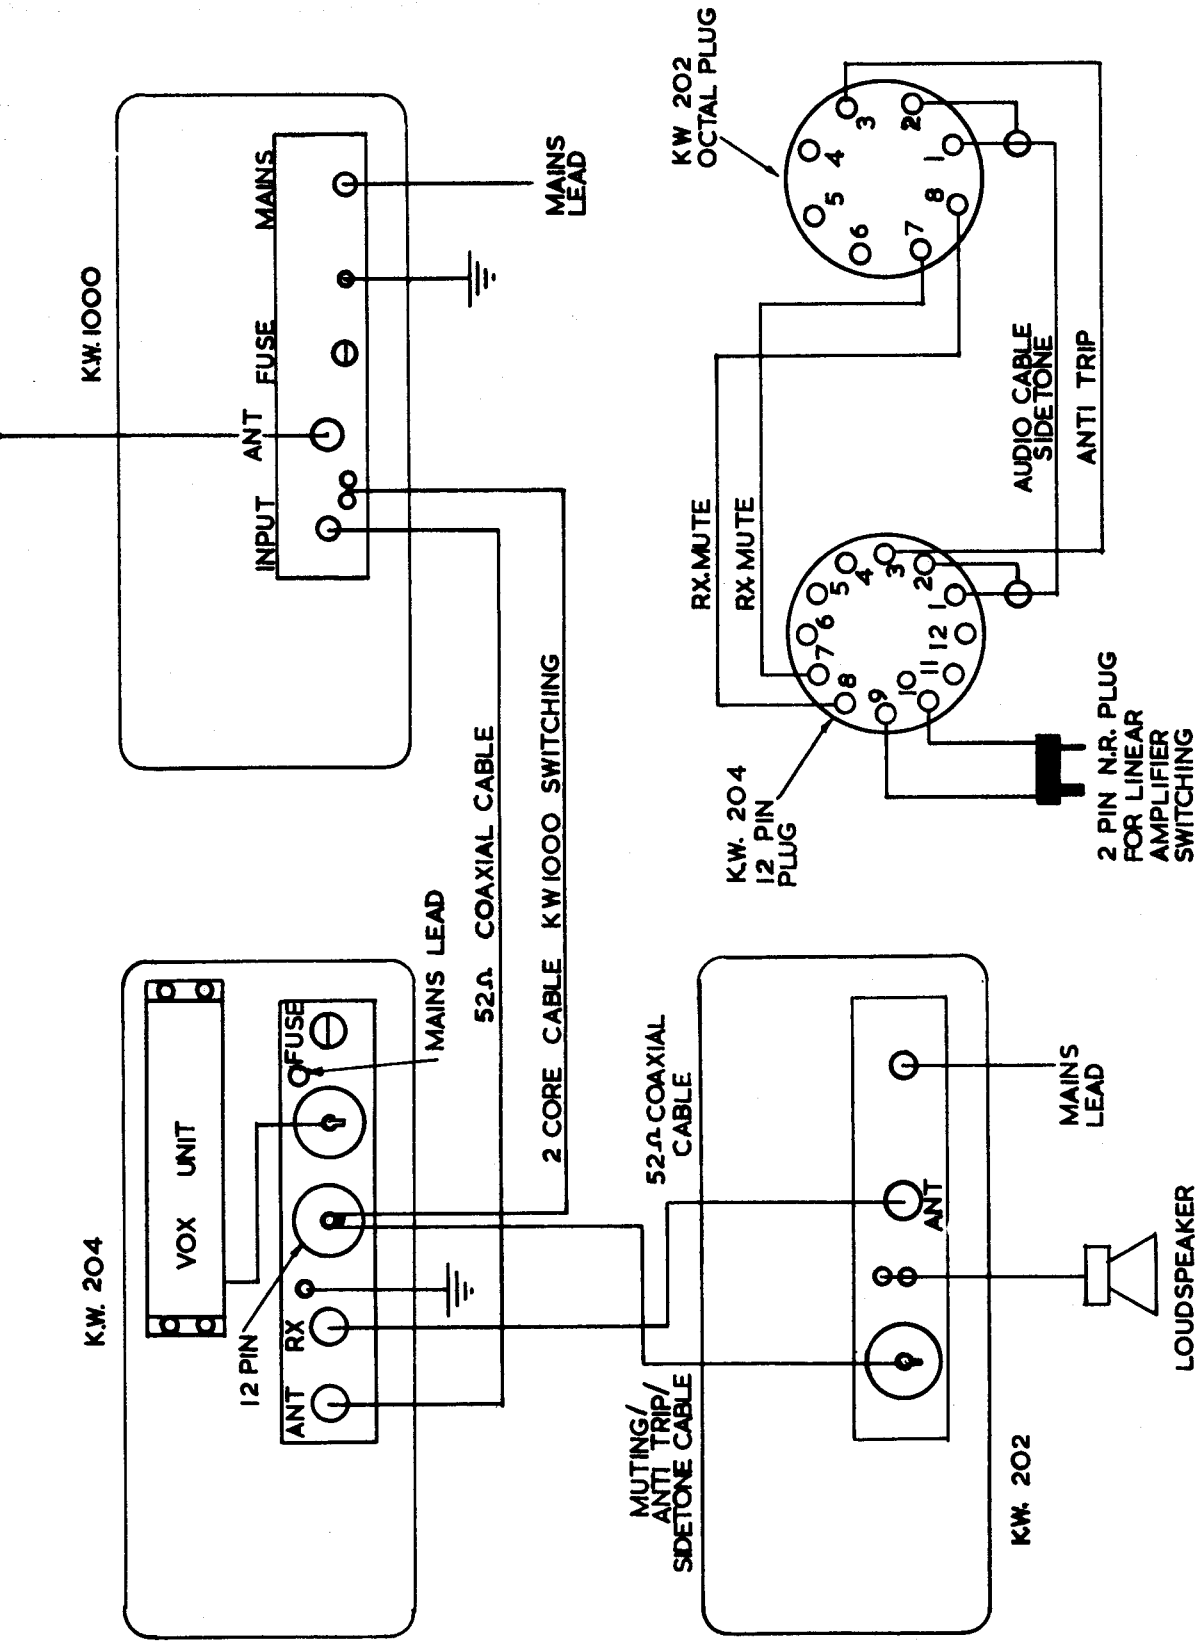 K.W. 204
VOX UNIT
12 PIN
ANT
RX
FUSE
MAINS LEAD
52Ω COAXIAL CABLE
2 CORE CABLE KW1000 SWITCHING
K.W. 1000
INPUT
ANT
FUSE
MAINS
MAINS
LEAD
MUTING/
ANTI TRIP/
SIDETONE CABLE
52Ω COAXIAL
CABLE
ANT
MAINS
LEAD
K.W. 202
LOUDSPEAKER
K.W. 204
12 PIN
PLUG
RX.MUTE
RX MUTE
1
2
3
4
5
6
7
8
9
10
11
12
2 PIN N.R. PLUG
FOR LINEAR
AMPLIFIER
SWITCHING
AUDIO CABLE
SIDETONE
ANTI TRIP
KW 202
OCTAL PLUG
1
2
3
4
5
6
7
8